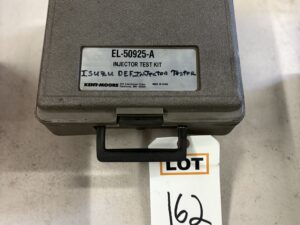 EL-50925-A
INJECTOR TEST KIT
ISUZU DEF INJECTOR TESTER
KENT-MOORE
LOT
162